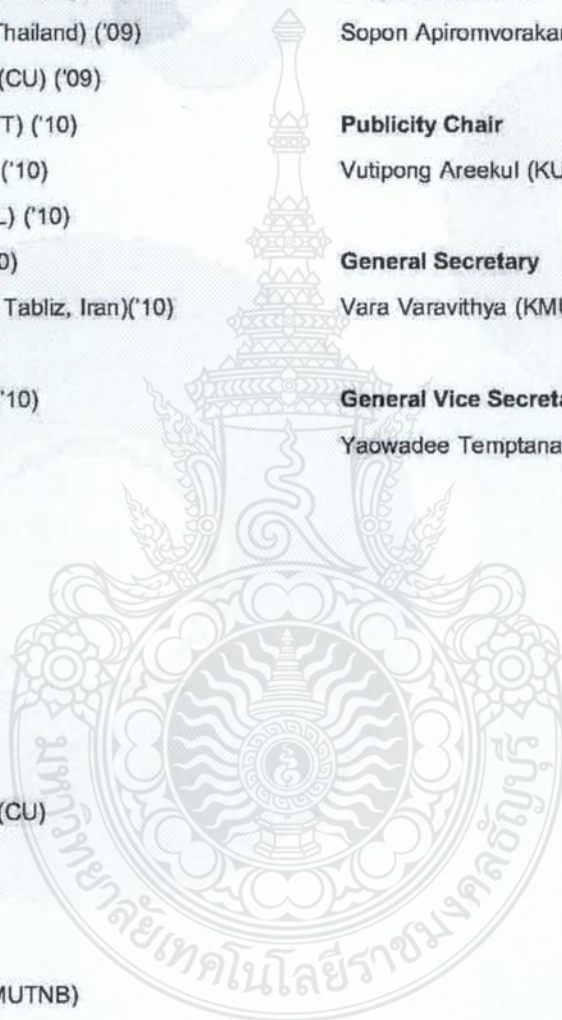 Thailand) ('09)
(CU) ('09)
T) ('10)
('10)
L) ('10)
0)
Tabliz, Iran)('10)
'10)
(CU)
MUTNB)
Sopon Apiromvoraka
Publicity Chair
Vutipong Areekul (KU
General Secretary
Vara Varavithya (KMU
General Vice Secreta
Yaowadee Temptana
มหาวิทยาลัยเทคโนโลยีราชมงคลธัญบุรี